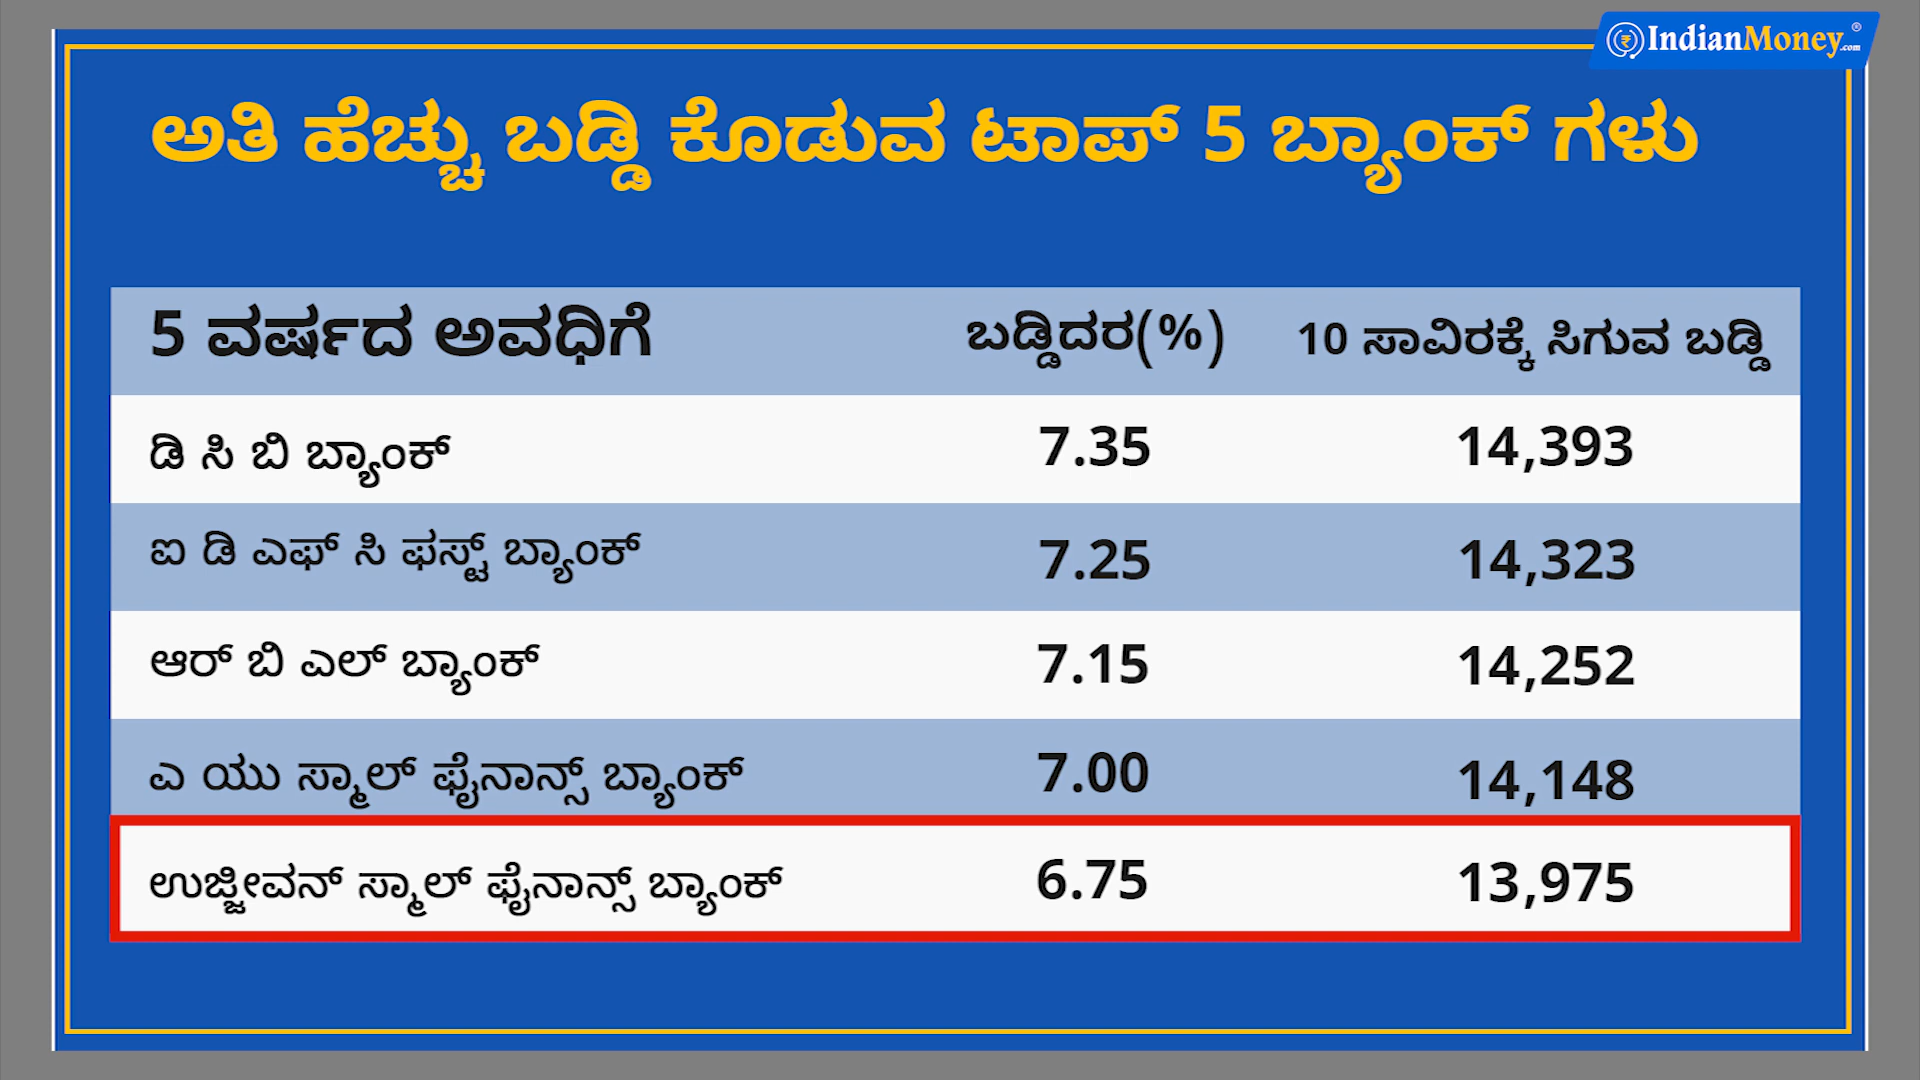 IndianMoney.com®
ಅತಿ ಹೆಚ್ಚು ಬಡ್ಡಿ ಕೊಡುವ ಟಾಪ್ 5 ಬ್ಯಾಂಕ್ ಗಳು
5 ವರ್ಷದ ಅವಧಿಗೆ ಬಡ್ಡಿದರ(%) 10 ಸಾವಿರಕ್ಕೆ ಸಿಗುವ ಬಡ್ಡಿ
ಡಿ ಸಿ ಬಿ ಬ್ಯಾಂಕ್ 7.35 14,393
ಐ ಡಿ ಎಫ್ ಸಿ ಫಸ್ಟ್ ಬ್ಯಾಂಕ್ 7.25 14,323
ಆರ್ ಬಿ ಎಲ್ ಬ್ಯಾಂಕ್ 7.15 14,252
ಎ ಯು ಸ್ಮಾಲ್ ಫೈನಾನ್ಸ್ ಬ್ಯಾಂಕ್ 7.00 14,148
ಉಜ್ಜೀವನ್ ಸ್ಮಾಲ್ ಫೈನಾನ್ಸ್ ಬ್ಯಾಂಕ್ 6.75 13,975